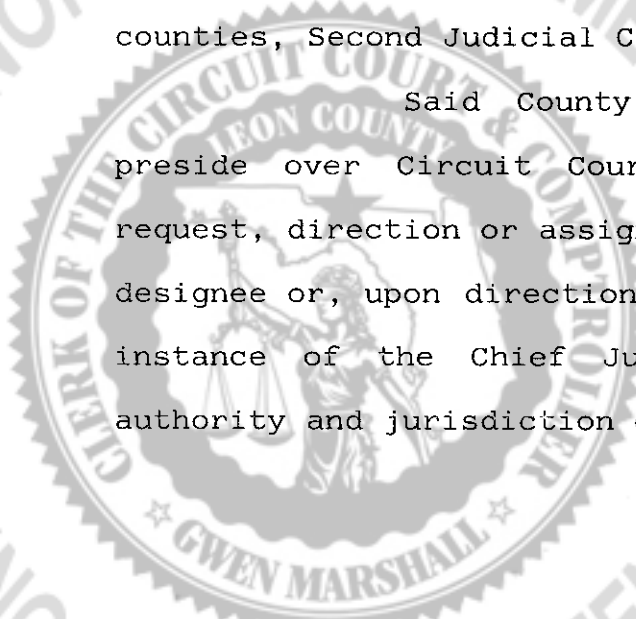 counties, Second Judicial C
Said County
preside over Circuit Cour
request, direction or assig
designee or, upon direction
instance of the Chief Ju
authority and jurisdiction
CLERK OF THE CIRCUIT COURT & COMPTROLLER
LEON COUNTY
GWEN MARSHALL